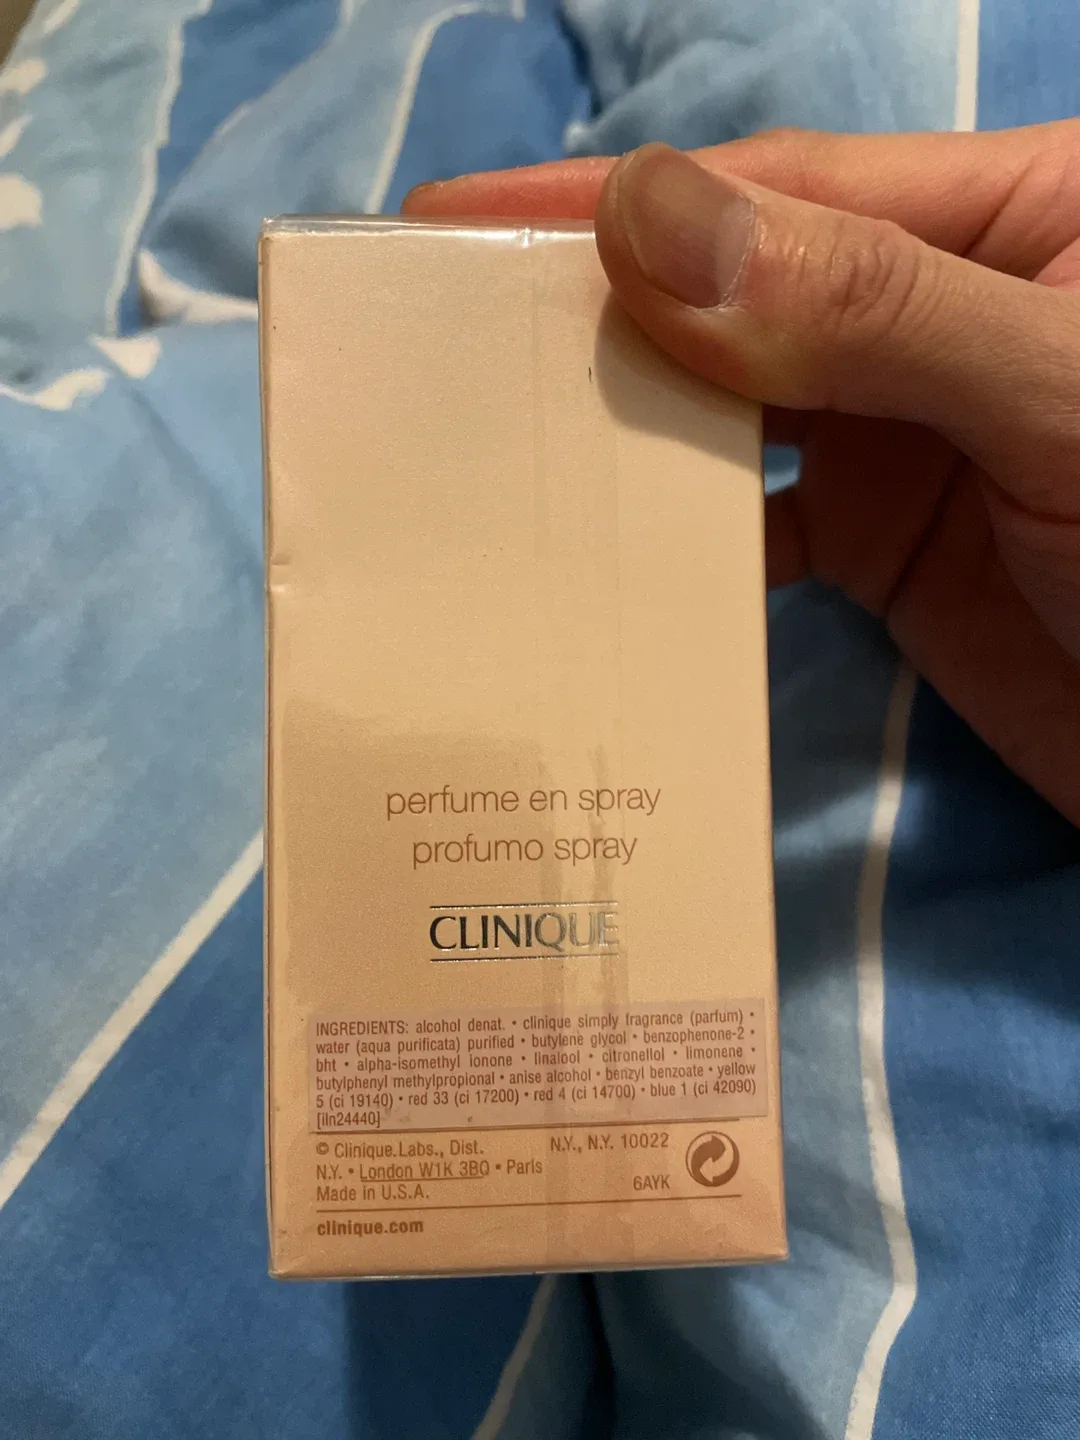 perfume en spray
profumo spray
CLINIQUE
INGREDIENTS: alcohol denat. • clinique simply fragrance (parfum) •
water (aqua purificata) purified • butylene glycol • benzophenone-2 •
bht • alpha-isomethyl ionone • linalool • citronellol • limonene •
butylphenyl methylpropional • anise alcohol • benzyl benzoate • yellow
5 (ci 19140) • red 33 (ci 17200) • red 4 (ci 14700) • blue 1 (ci 42090)
[iln24440]
© Clinique.Labs., Dist. N.Y., N.Y. 10022
N.Y. • London W1K 3BQ • Paris
Made in U.S.A. 6AYK
clinique.com